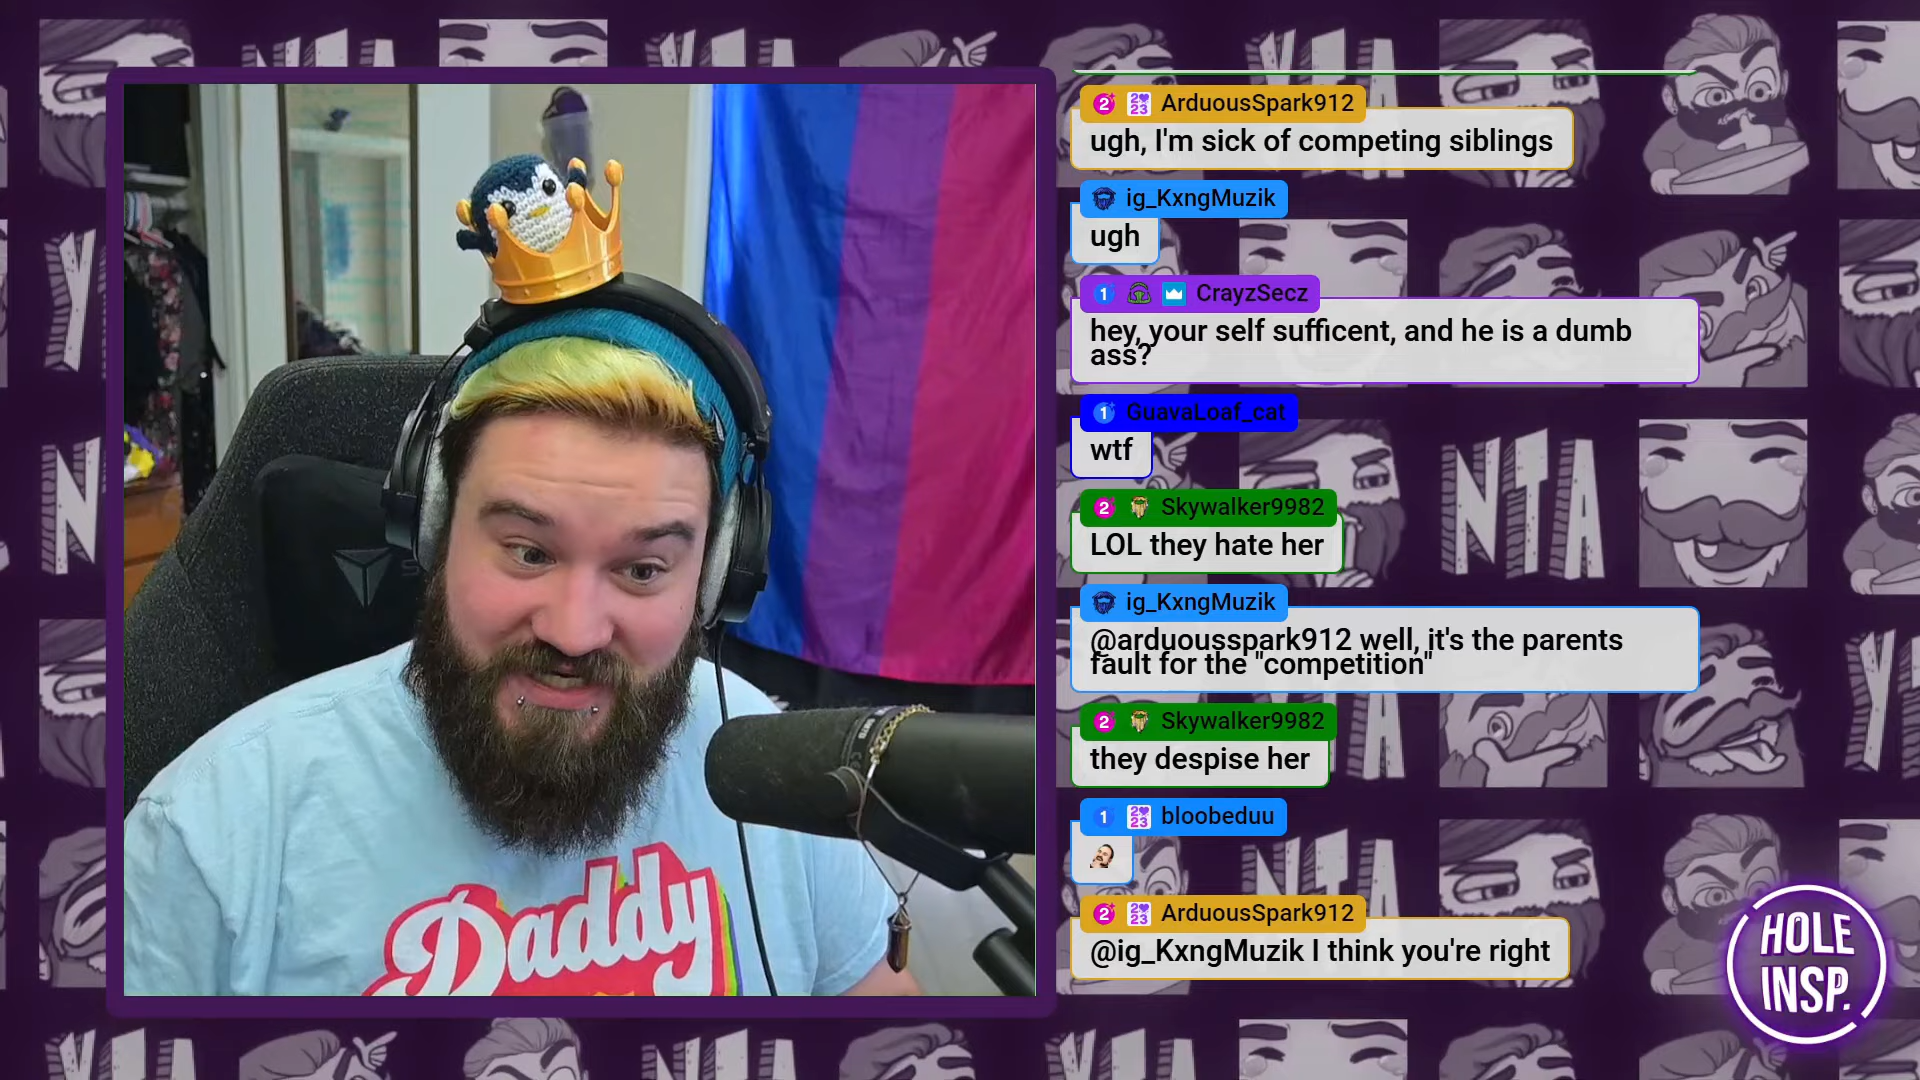 ArduousSpark912
ugh, I'm sick of competing siblings
ig_KxngMuzik
ugh
CrayzSecz
hey, your self sufficent, and he is a dumb
ass?
GuavaLoaf_cat
wtf
Skywalker9982
LOL they hate her
ig_KxngMuzik
@arduousspark912 well, it's the parents
fault for the "competition"
Skywalker9982
they despise her
bloobeduu
ArduousSpark912
@ig_KxngMuzik I think you're right
Daddy
HOLE
INSP.
NTA